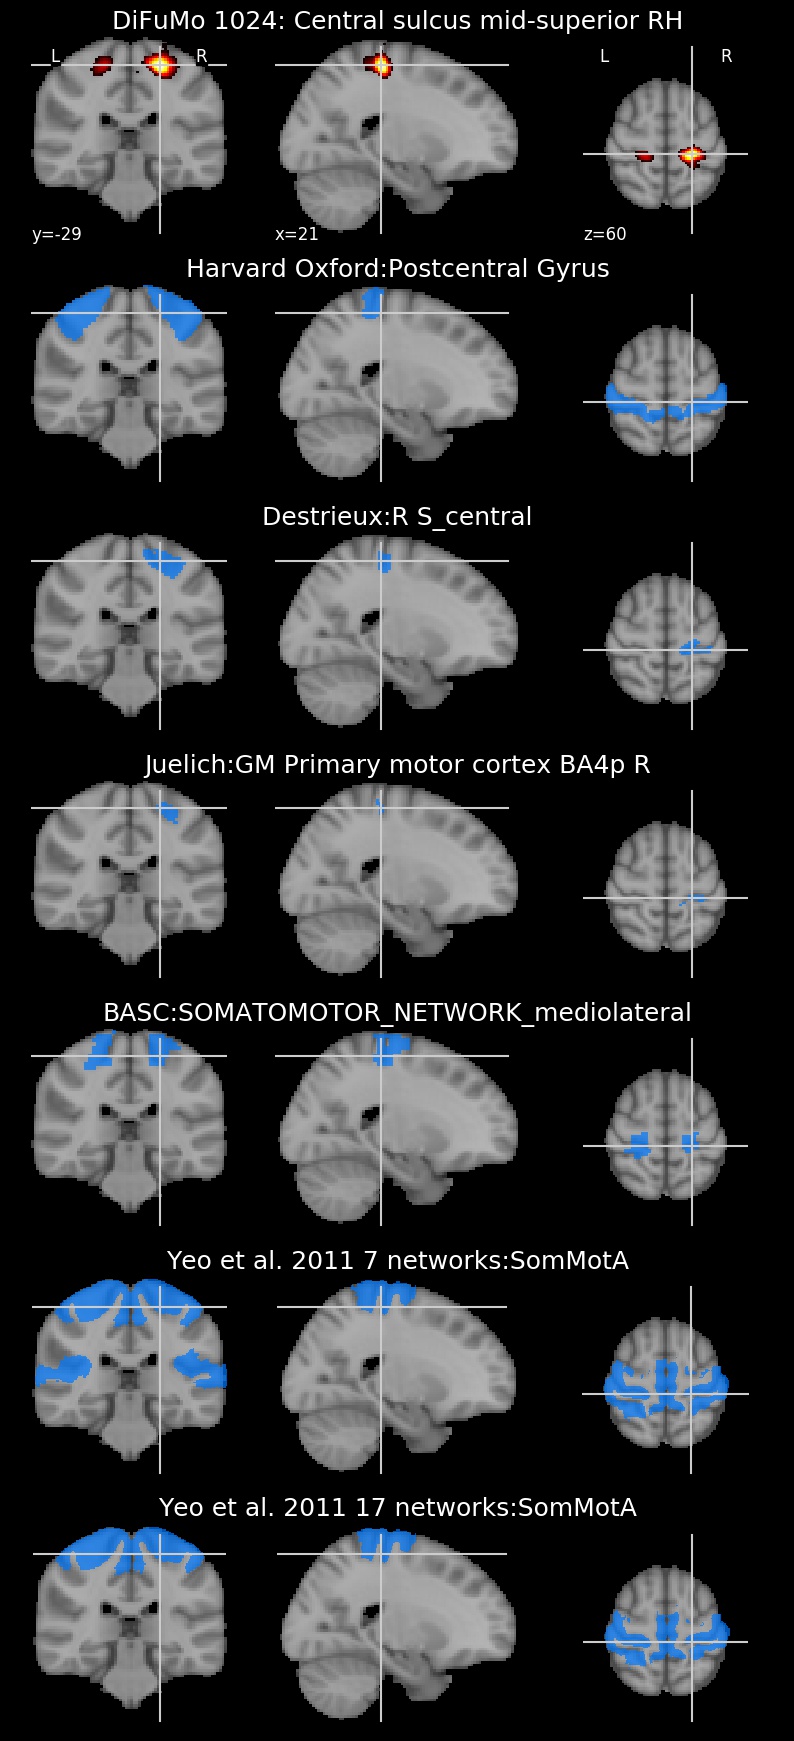 DiFuMo 1024: Central sulcus mid-superior RH
L R L R
y=-29 x=21 z=60
Harvard Oxford:Postcentral Gyrus
Destrieux:R S_central
Juelich:GM Primary motor cortex BA4p R
BASC:SOMATOMOTOR_NETWORK_mediolateral
Yeo et al. 2011 7 networks:SomMotA
Yeo et al. 2011 17 networks:SomMotA